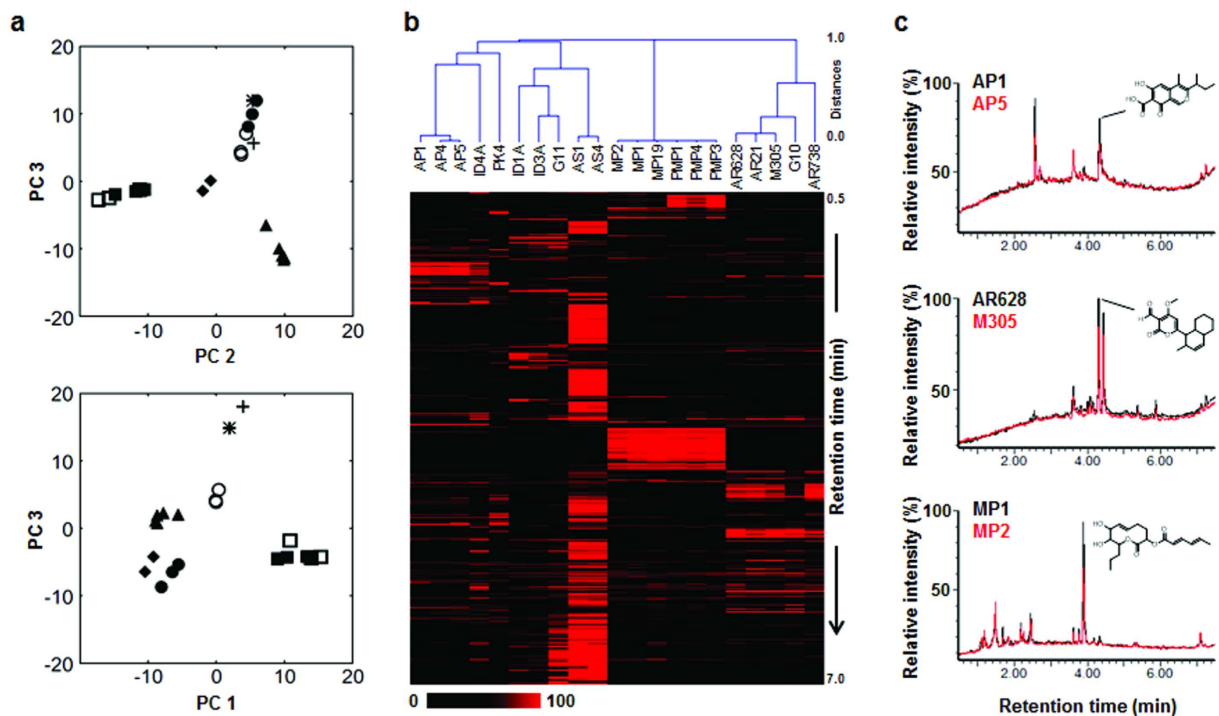 a
20
10
0
-10
20
-10
0
10
20
PC 3
PC 2
20
10
0
-10
-20
-20
-10
0
10
20
PC 3
PC 1
b
1.0
Distances
0.0
AP1
AP4
AP5
ID4A
PK4
ID1A
ID3A
G11
AS1
AS4
MP2
MP1
MP19
PMP1
PMP4
PMP3
AR628
AR21
M305
G10
AR738
0.5
Retention time (min)
7.0
0
100
c
AP1
AP5
Relative intensity (%)
100
50
2.00
4.00
6.00
HO
HO
O
O
O
AR628
M305
Relative intensity (%)
100
50
2.00
4.00
6.00
O
O
H
O
O
MP1
MP2
Relative intensity (%)
100
50
2.00
4.00
6.00
HO
HO
O
O
O
O
Retention time (min)